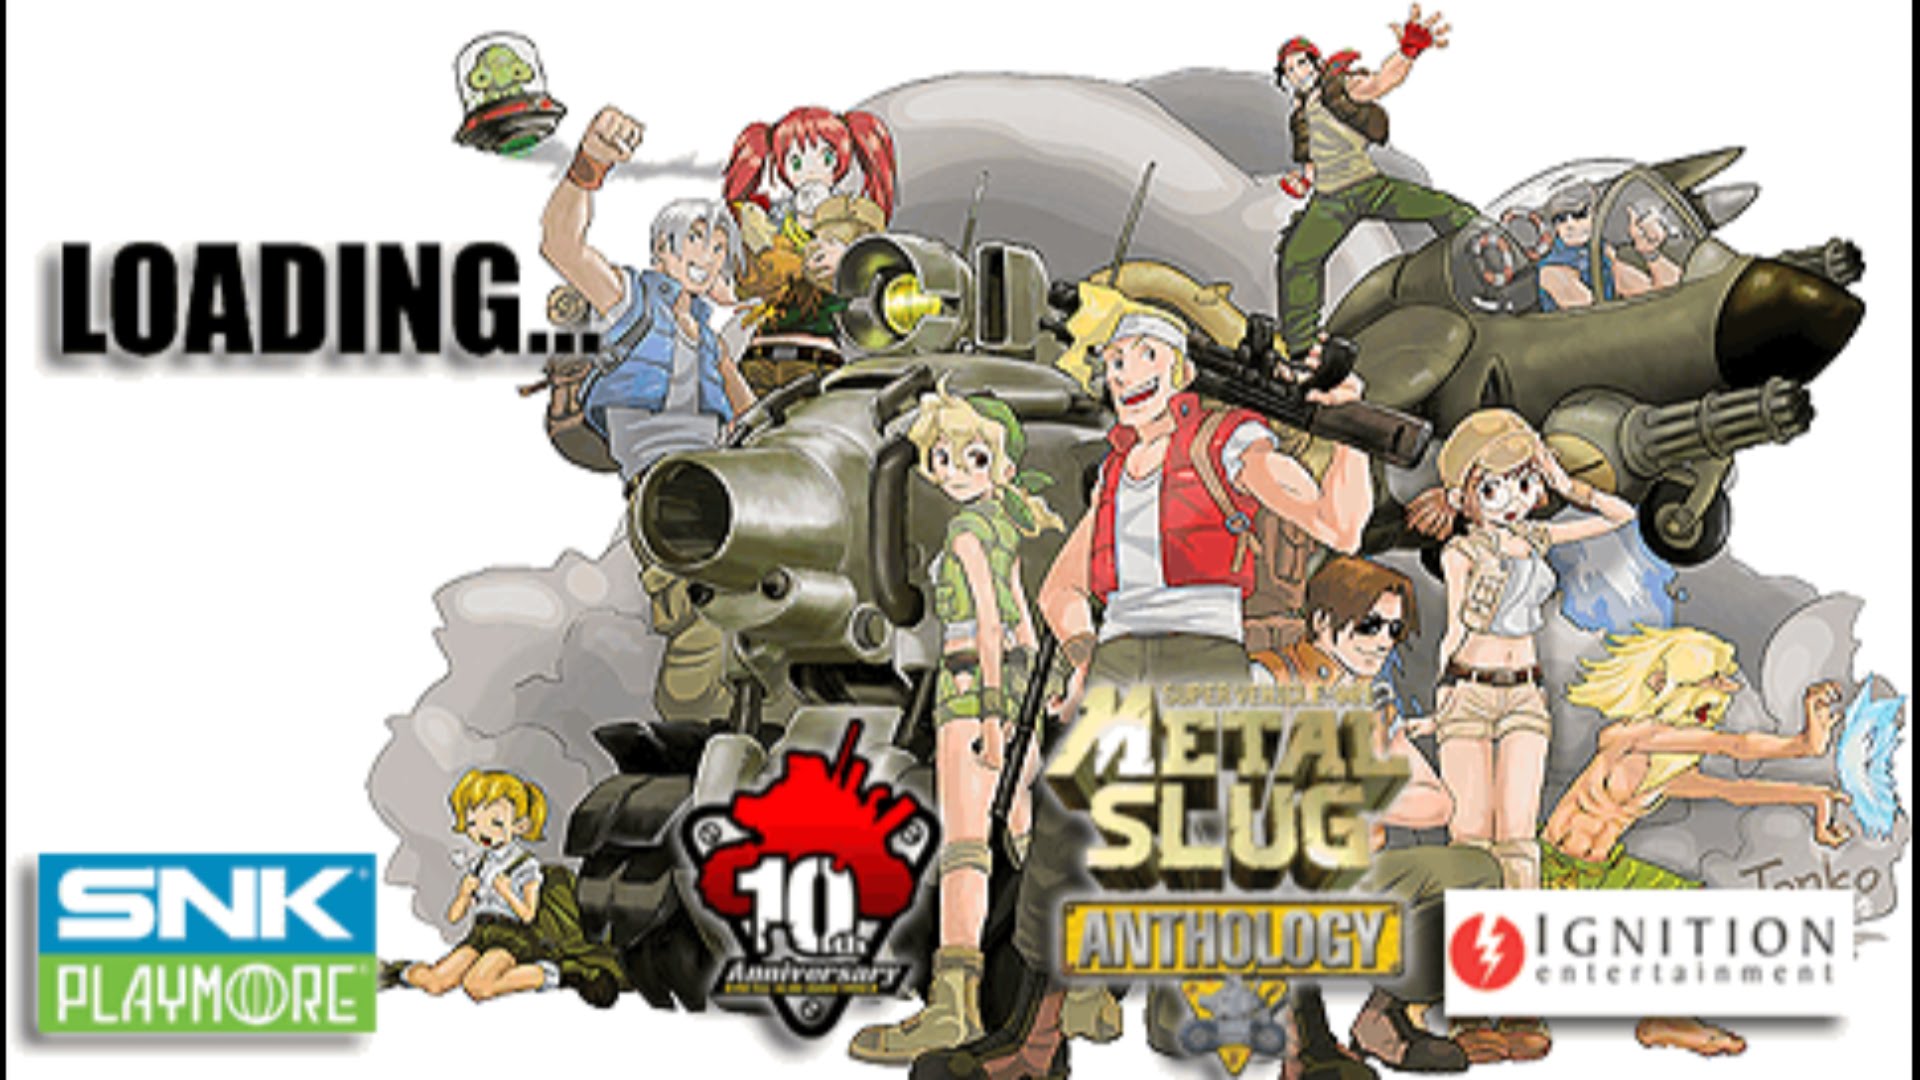 LOADING...
SUPER VEHICLE-001
METAL
SLUG
ANTHOLOGY
SNK
PLAYMORE
10th
Anniversary
IGNITION
entertainment
Tonko